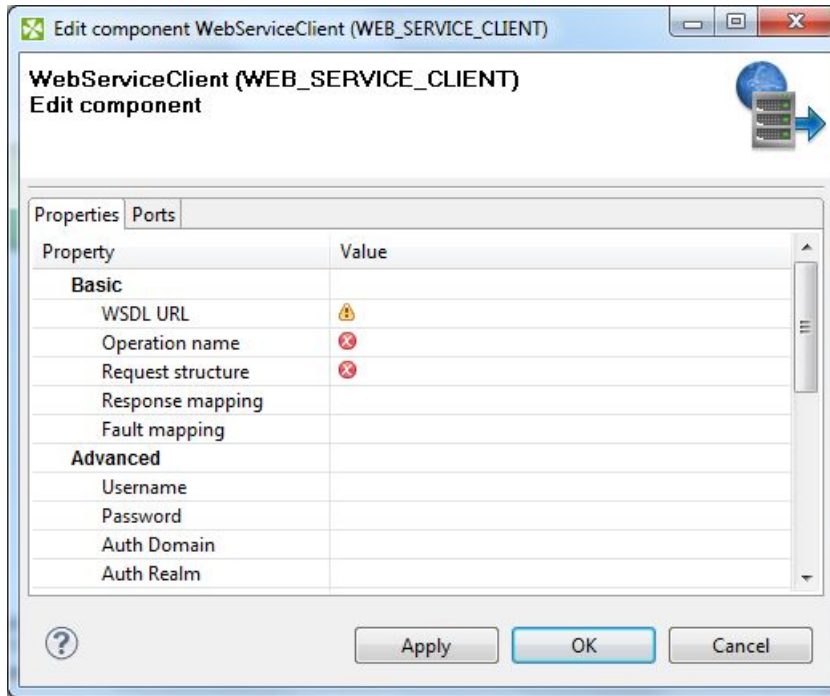 Edit component WebServiceClient (WEB_SERVICE_CLIENT)
WebServiceClient (WEB_SERVICE_CLIENT)
Edit component
Properties Ports
Property Value
Basic
WSDL URL
Operation name
Request structure
Response mapping
Fault mapping
Advanced
Username
Password
Auth Domain
Auth Realm
? Apply OK Cancel